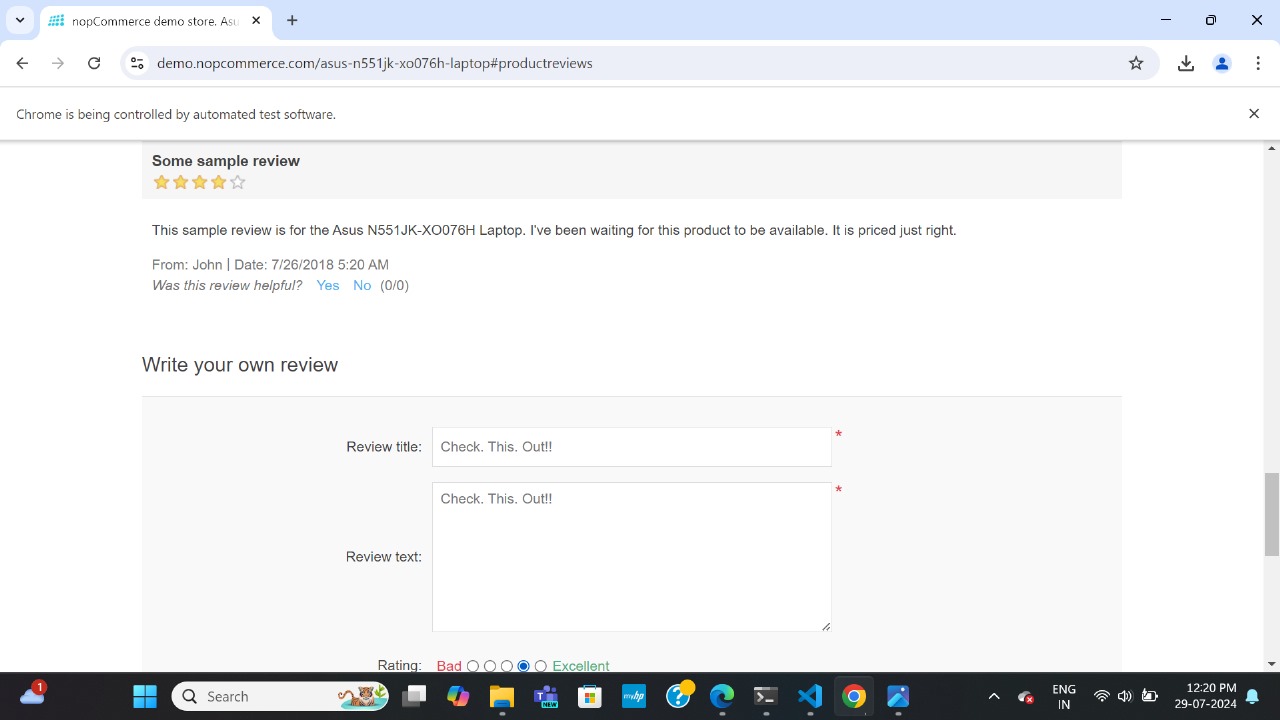 nopCommerce demo store. Asu
demo.nopcommerce.com/asus-n551jk-xo076h-laptop#productreviews
Chrome is being controlled by automated test software.
Some sample review
This sample review is for the Asus N551JK-XO076H Laptop. I've been waiting for this product to be available. It is priced just right.
From: John | Date: 7/26/2018 5:20 AM
Was this review helpful? Yes No (0/0)
Write your own review
Review title: Check. This. Out!! *
Check. This. Out!! *
Review text:
Rating: Bad Excellent
1
Search
NEW
myhp
ENG
IN
12:20 PM
29-07-2024